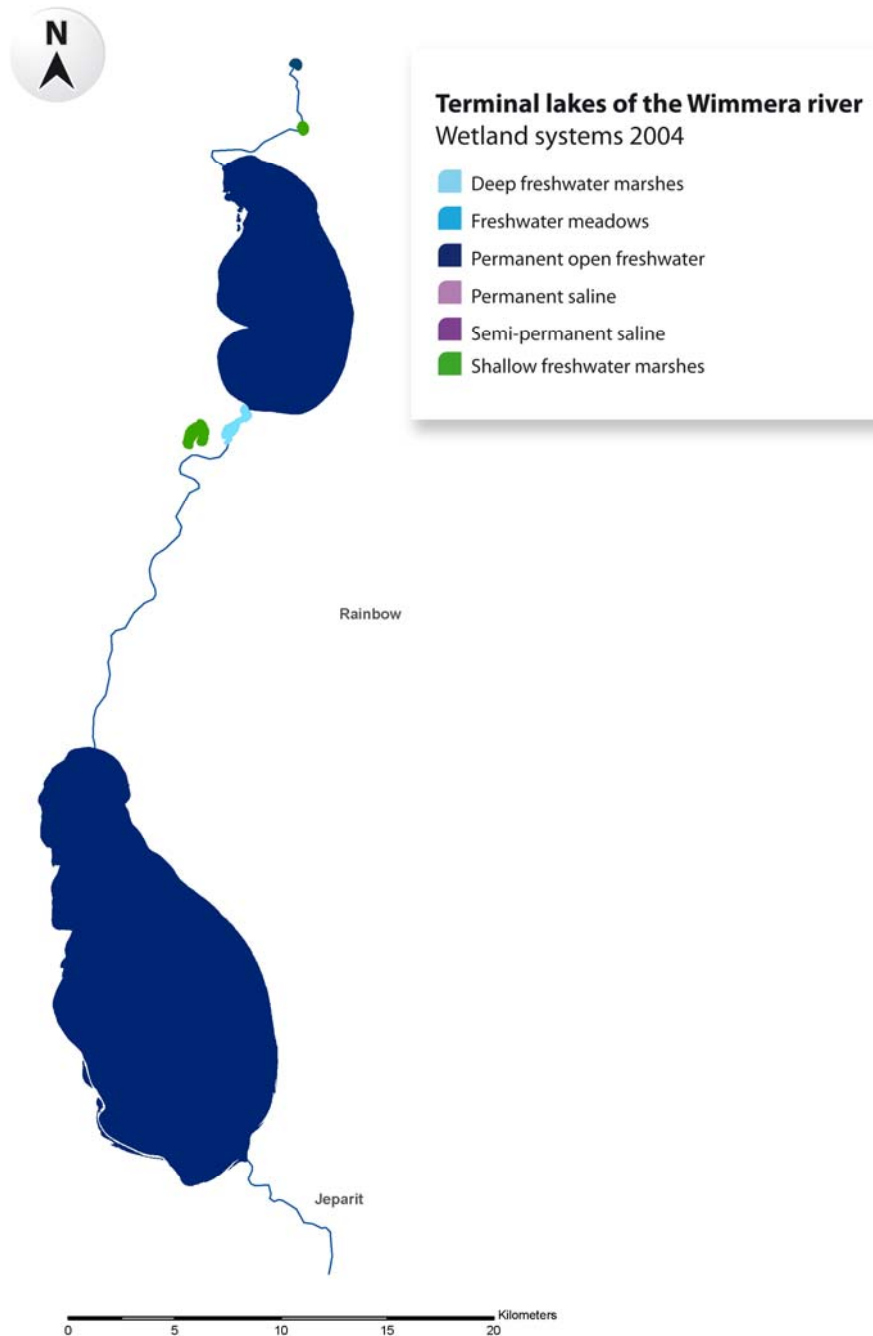 N
Terminal lakes of the Wimmera river
Wetland systems 2004
Deep freshwater marshes
Freshwater meadows
Permanent open freshwater
Permanent saline
Semi-permanent saline
Shallow freshwater marshes
Rainbow
Jeparit
Kilometers
0 5 10 15 20